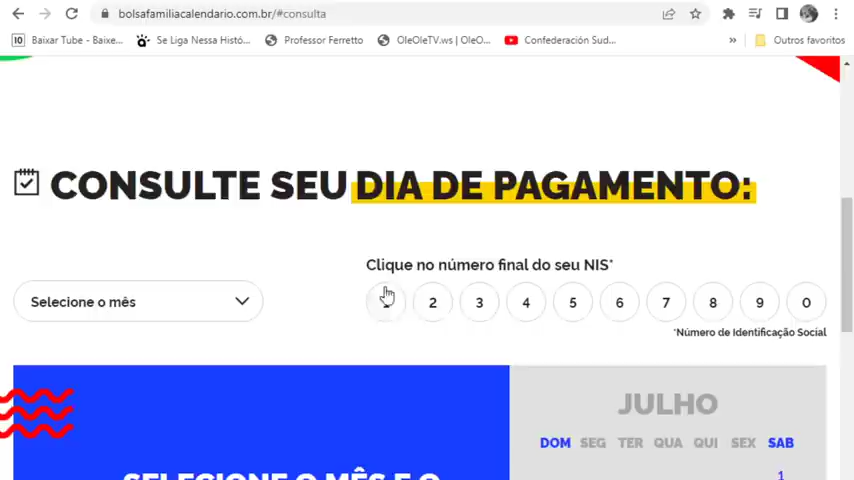 bolsafamiliacalendario.com.br/#consulta
Baixar Tube - Baixe... Se Liga Nessa Histó... Professor Ferretto OleOleTV.ws | OleO... Confederación Sud... » Outros favoritos
CONSULTE SEU DIA DE PAGAMENTO:
Clique no número final do seu NIS*
Selecione o mês
2 3 4 5 6 7 8 9 0
*Número de Identificação Social
JULHO
DOM SEG TER QUA QUI SEX SAB
SELECIONE O MÊS E O
1